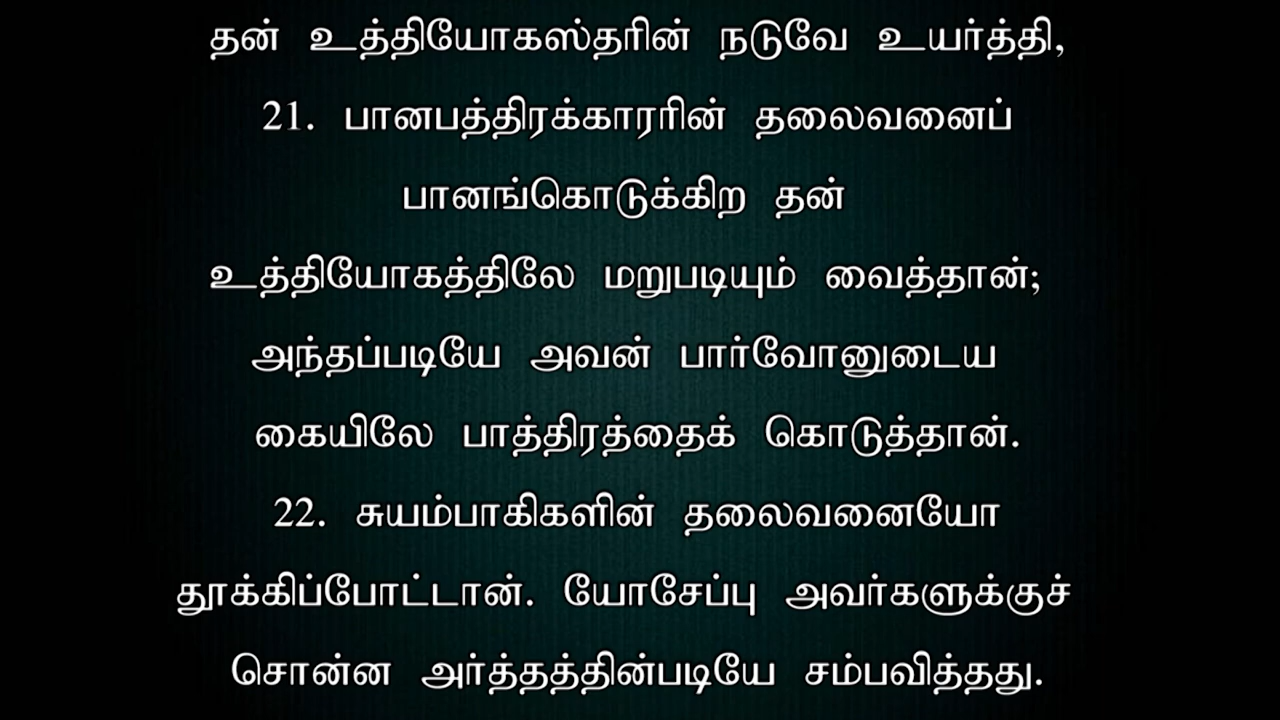 தன் உத்தியோகஸ்தரின் நடுவே உயர்த்தி,
21. பானபத்திரக்காரரின் தலைவனைப்
பானங்கொடுக்கிற தன்
உத்தியோகத்திலே மறுபடியும் வைத்தான்;
அந்தப்படியே அவன் பார்வோனுடைய
கையிலே பாத்திரத்தைக் கொடுத்தான்.
22. சுயம்பாகிகளின் தலைவனையோ
தூக்கிப்போட்டான். யோசேப்பு அவர்களுக்குச்
சொன்ன அர்த்தத்தின்படியே சம்பவித்தது.